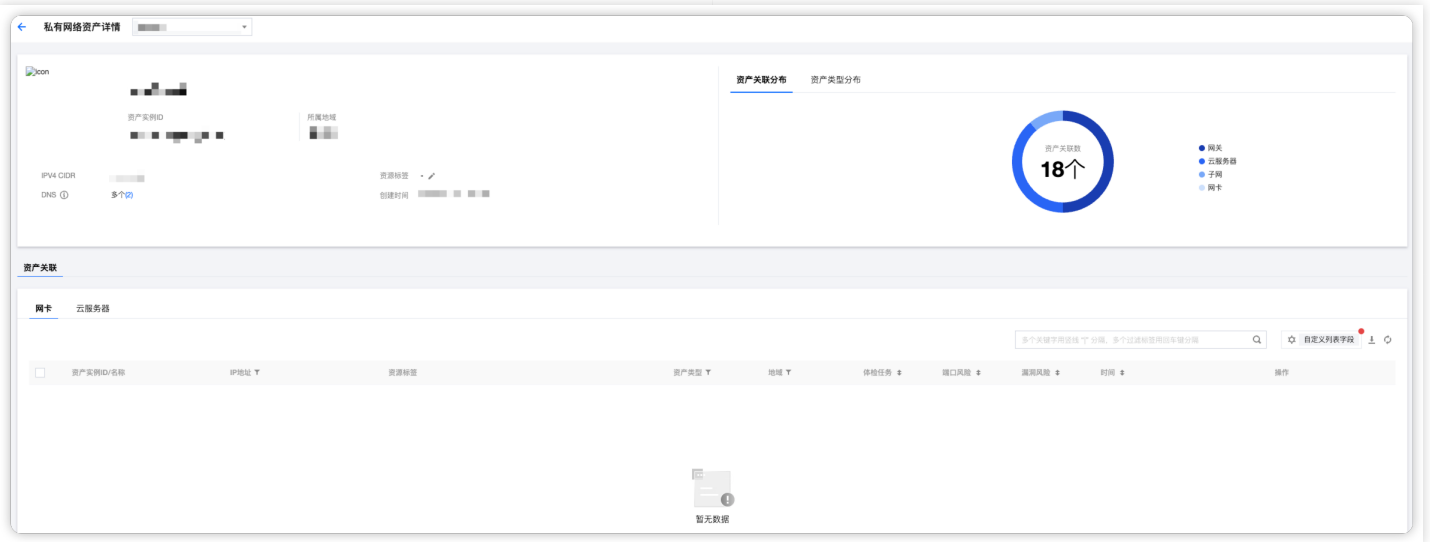 私有网络资产详情
icon
资产实例ID
所属地域
IPV4 CIDR
资源标签 -
DNS 多个(2)
创建时间
资产关联分布 资产类型分布
资产关联数
18个
网关
云服务器
子网
网卡
资产关联
网卡 云服务器
多个关键字用竖线 "|" 分隔，多个过滤标签用回车键分隔
自定义列表字段
资产实例ID/名称 IP地址 资源标签 资产类型 地域 体检任务 端口风险 漏洞风险 时间 操作
暂无数据